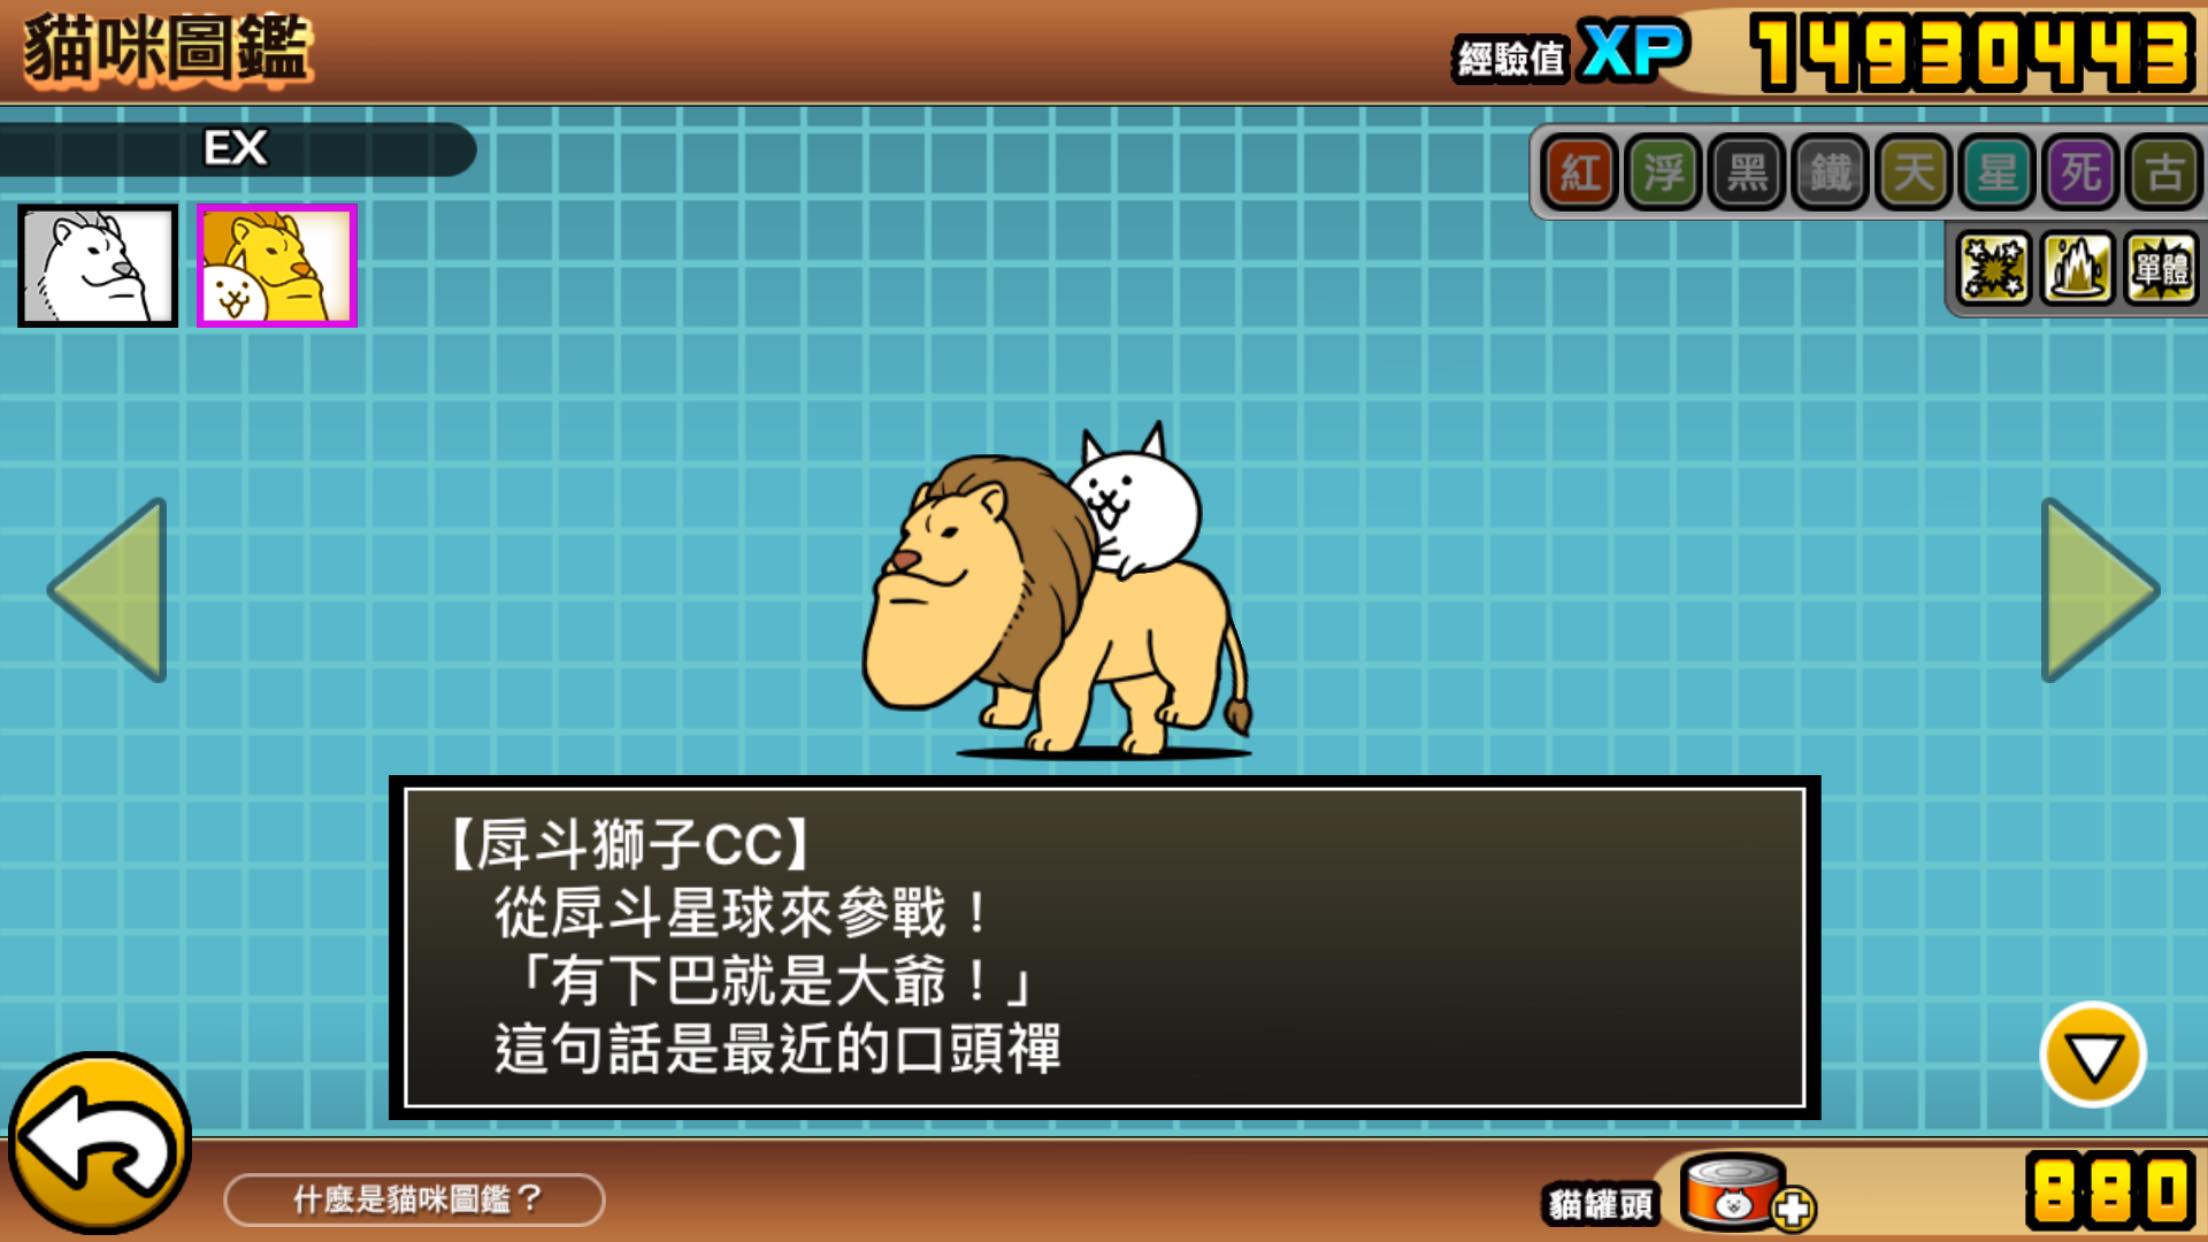 貓咪圖鑑
經驗值 XP 14930443
EX
紅 浮 黑 鐵 天 星 死 古
單體
【戽斗獅子CC】
從戽斗星球來參戰！
「有下巴就是大爺！」
這句話是最近的口頭禪
什麼是貓咪圖鑑？
貓罐頭 880